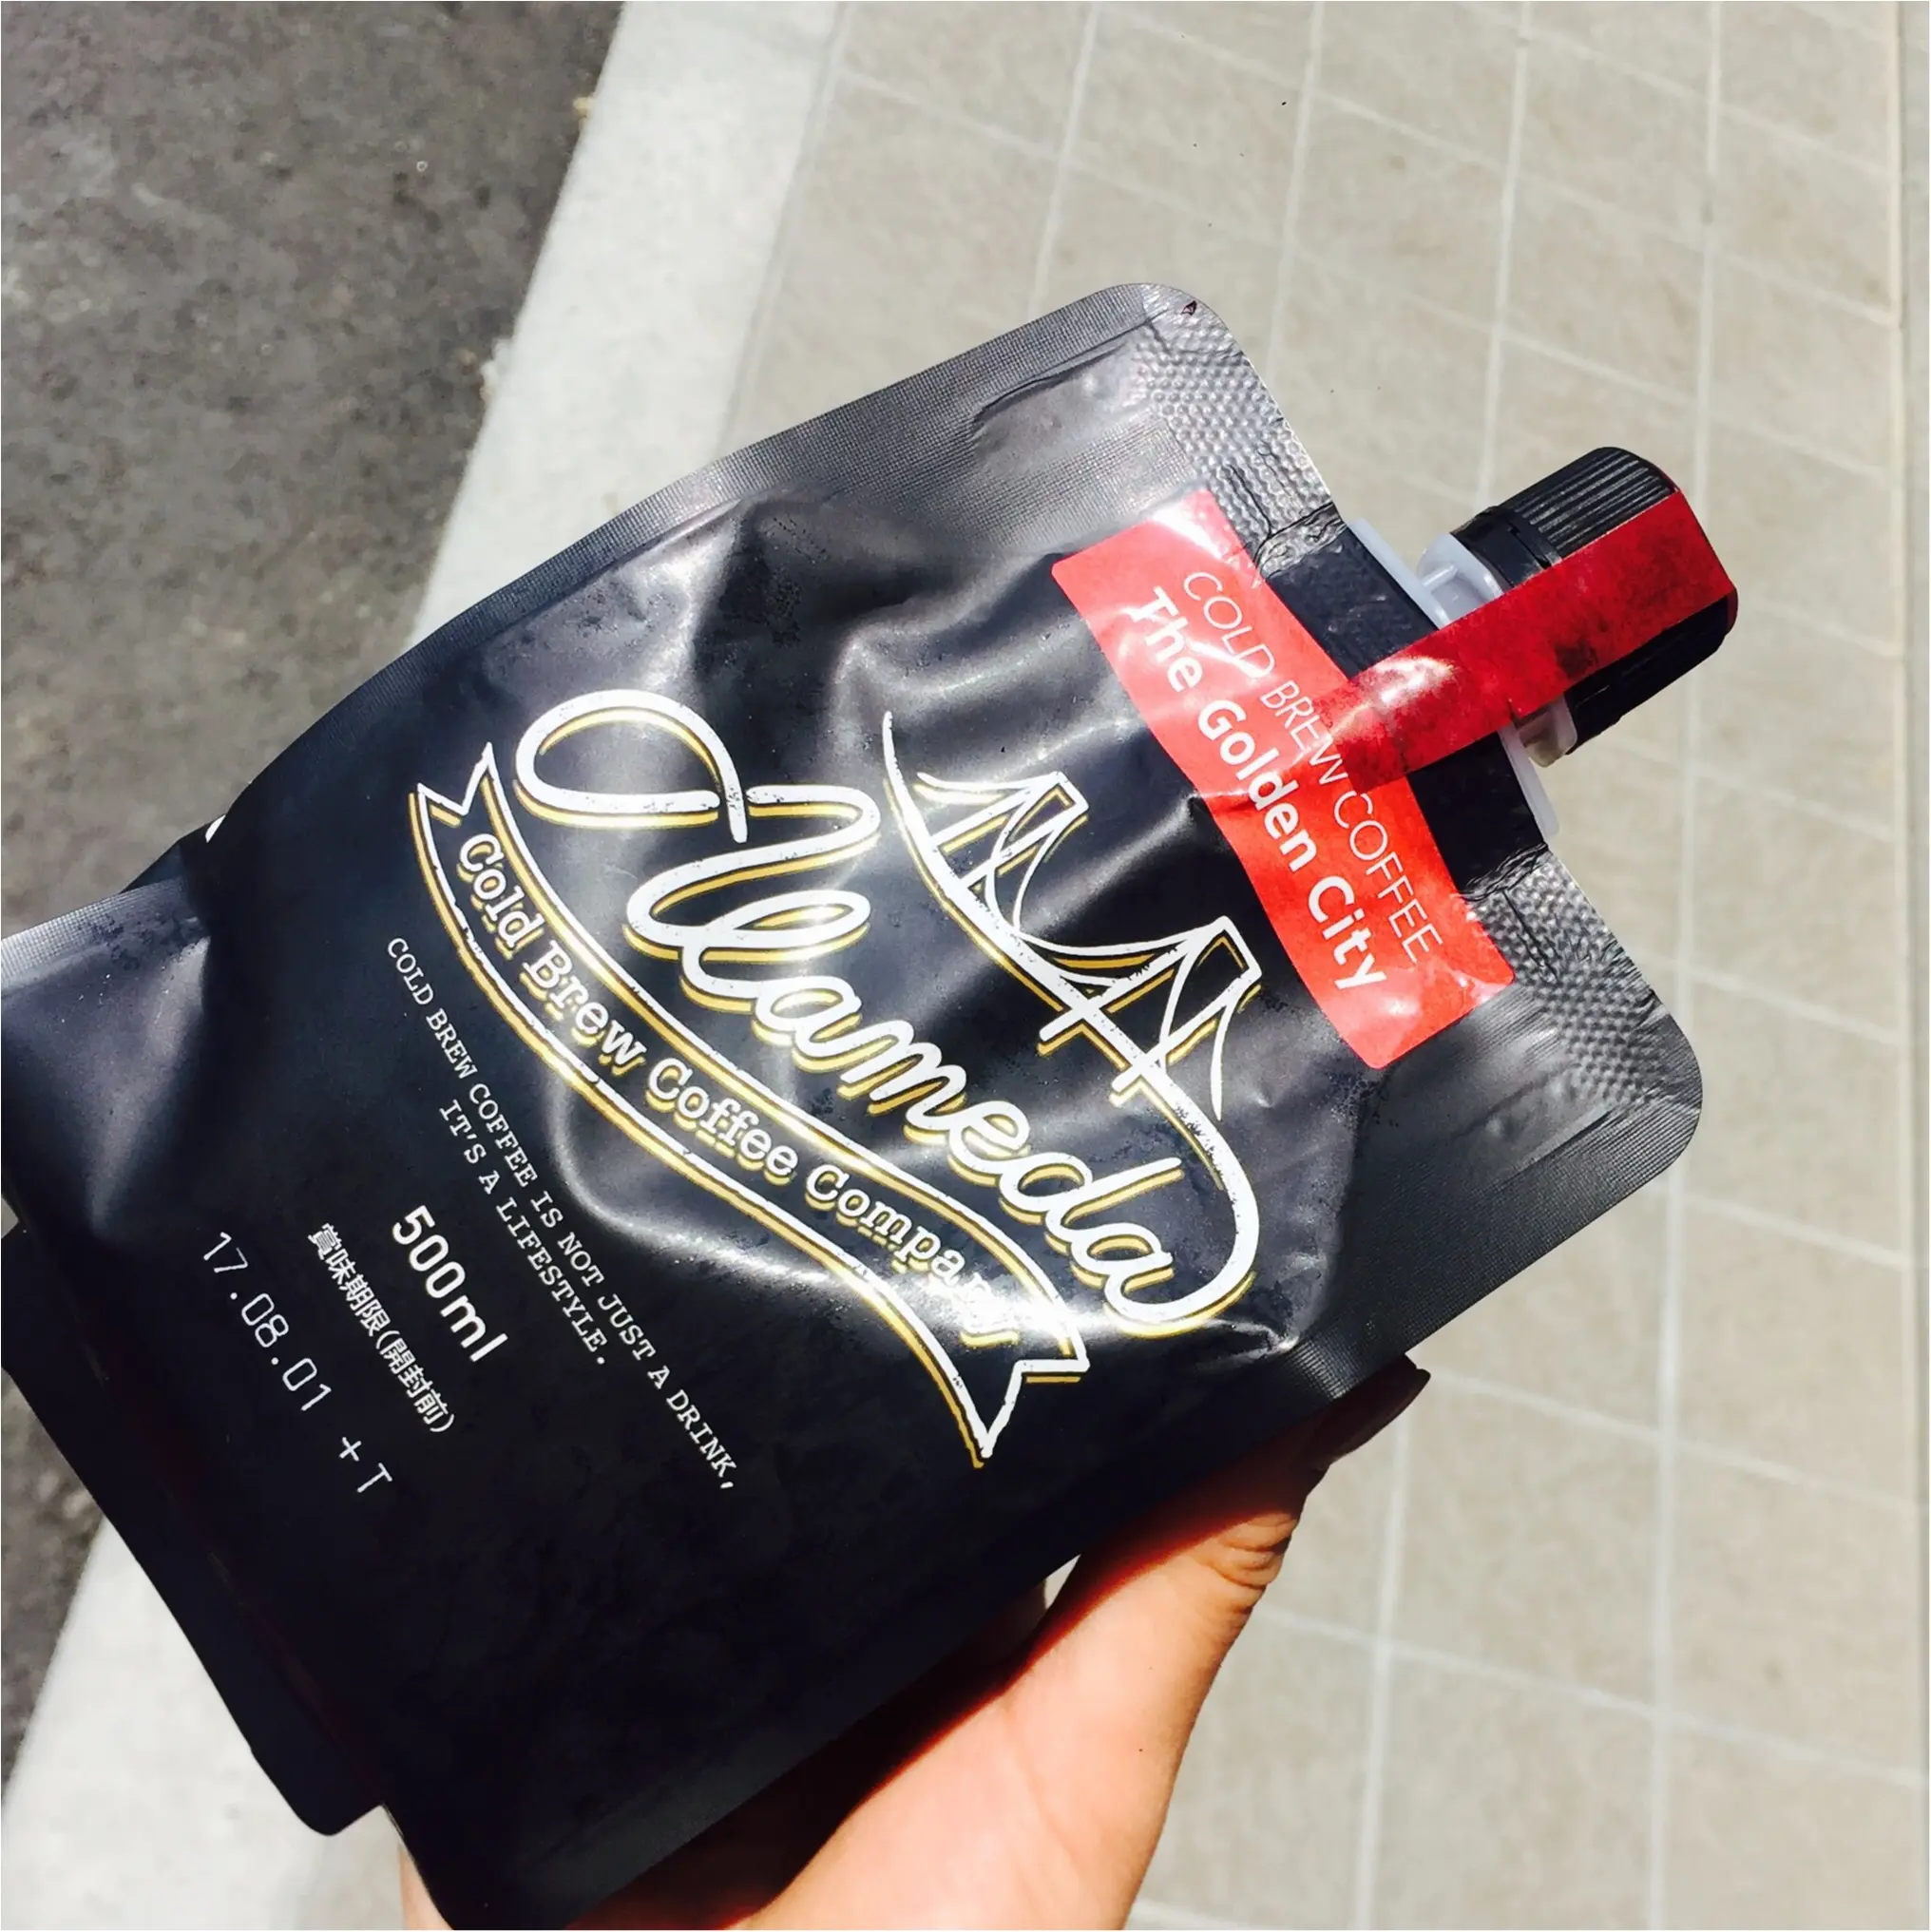 COLD BREW COFFEE
The Golden City
Alameda
Cold Brew Coffee Company
COLD BREW COFFEE IS NOT JUST A DRINK,
IT'S A LIFESTYLE.
500ml
賞味期限(開封前)
17.08.01 +T